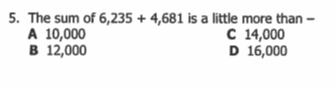 5. The sum of 6,235 + 4,681 is a little more than –
A 10,000 C 14,000
B 12,000 D 16,000